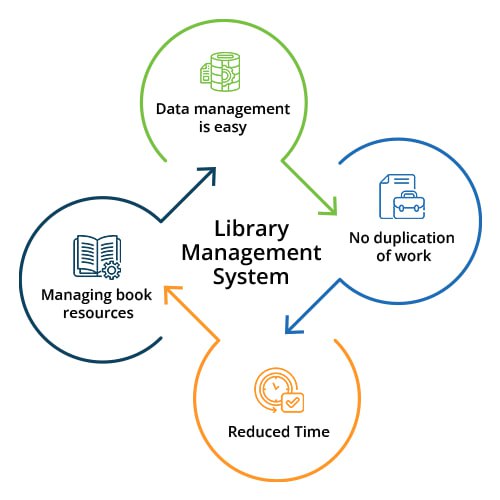 Data management
is easy
No duplication
of work
Library
Management
System
Managing book
resources
Reduced Time